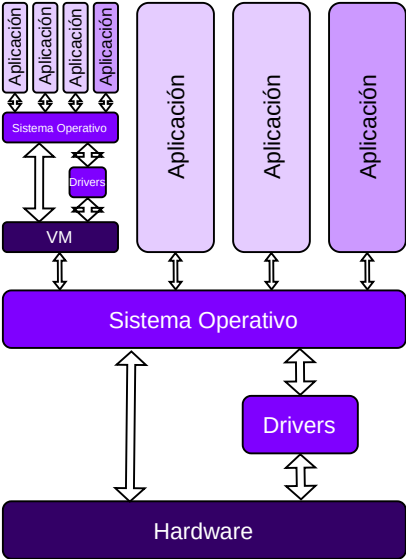 Aplicación
Aplicación
Aplicación
Aplicación
Aplicación
Aplicación
Aplicación
Sistema Operativo
Drivers
VM
Sistema Operativo
Drivers
Hardware